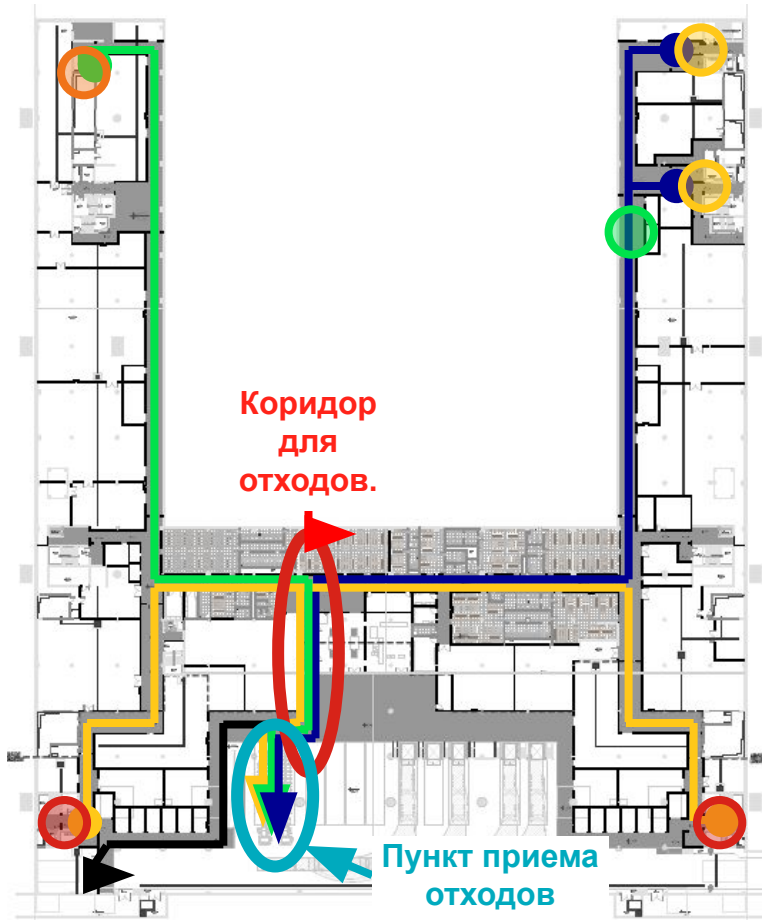 Коридор
для
отходов.
Пункт приема
отходов